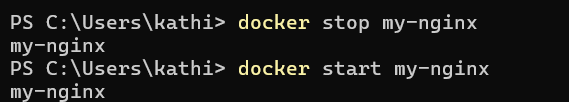 PS C:\Users\kathi> docker stop my-nginx
my-nginx
PS C:\Users\kathi> docker start my-nginx
my-nginx